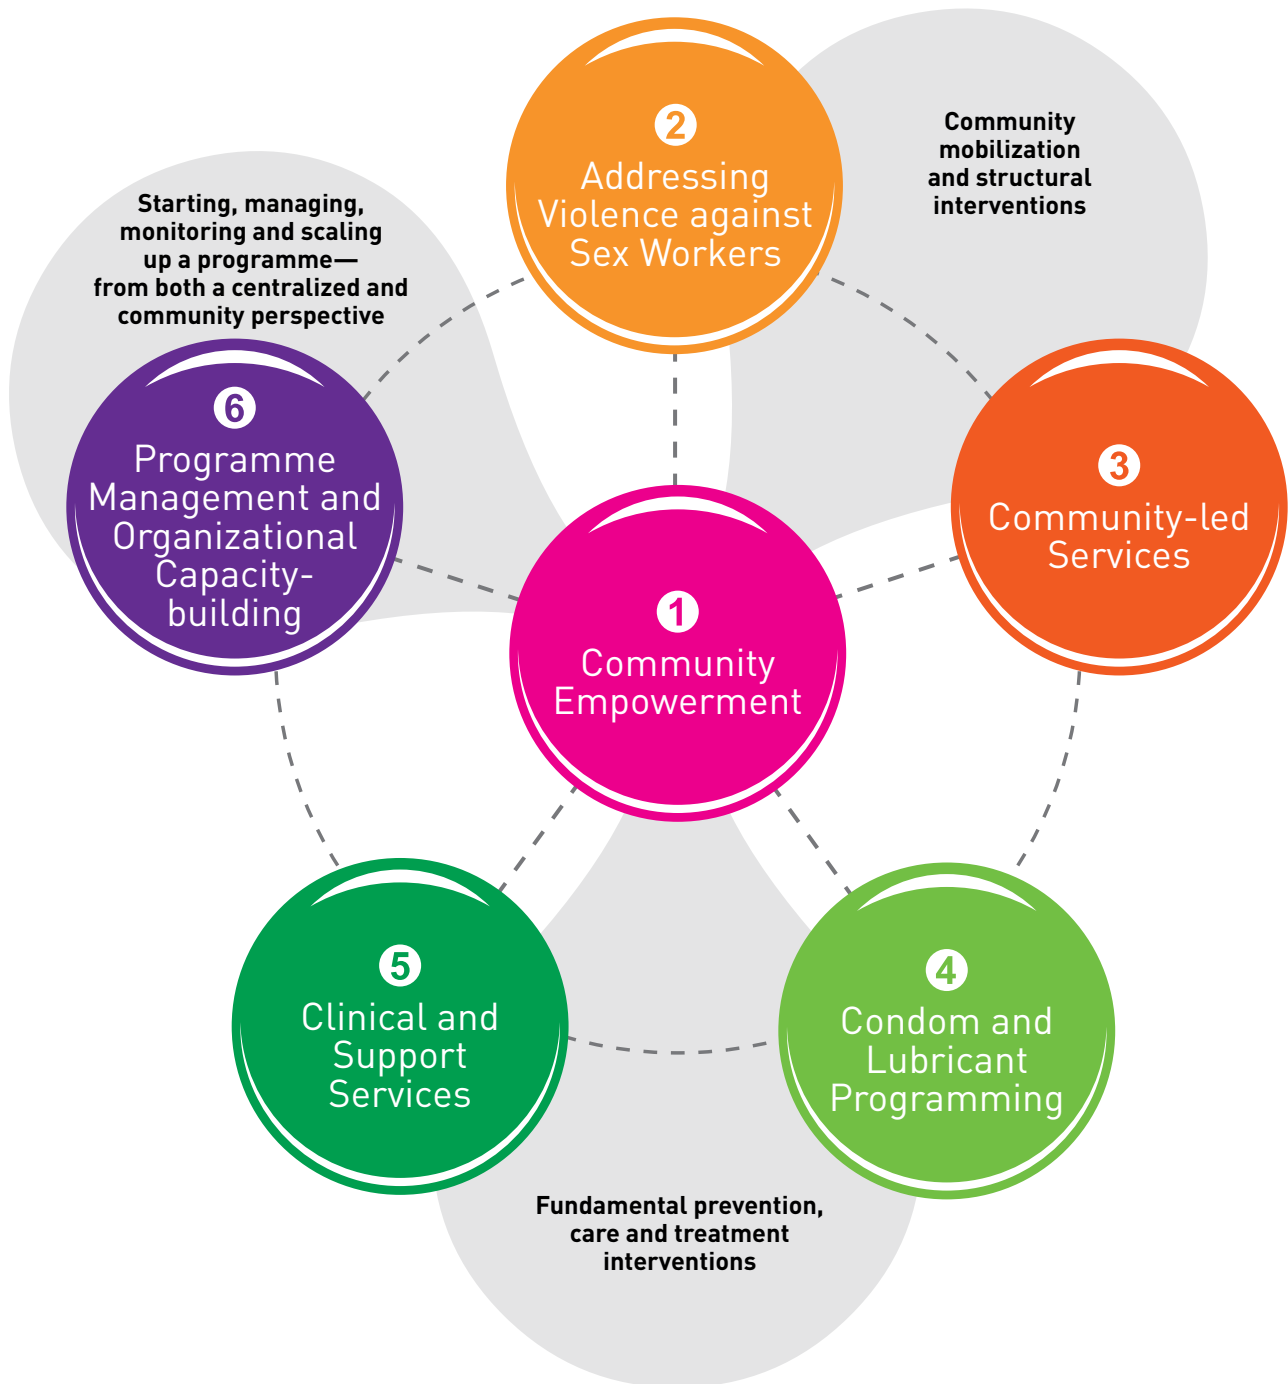 2
Addressing
Violence against
Sex Workers
Community
mobilization
and structural
interventions
Starting, managing,
monitoring and scaling
up a programme—
from both a centralized and
community perspective
6
Programme
Management and
Organizational
Capacity-
building
3
Community-led
Services
1
Community
Empowerment
5
Clinical and
Support
Services
4
Condom and
Lubricant
Programming
Fundamental prevention,
care and treatment
interventions